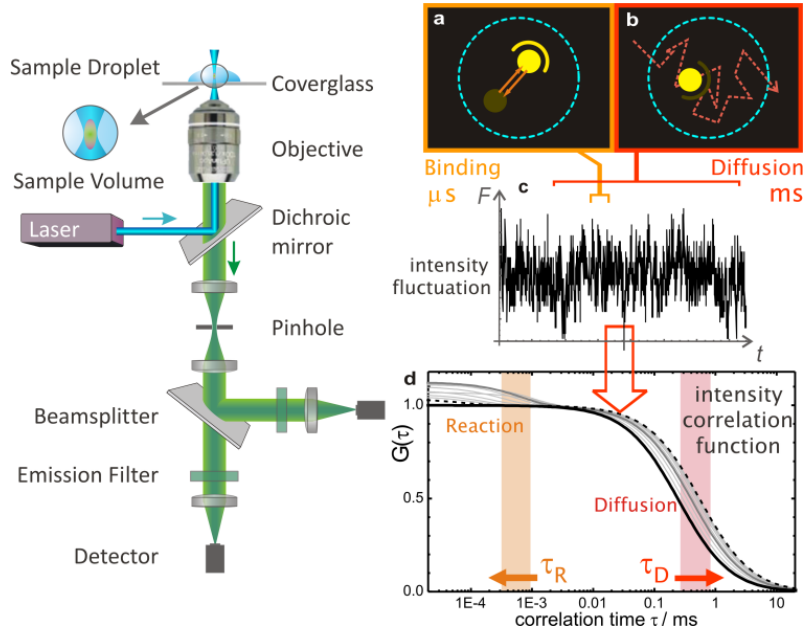 Sample Droplet
Coverglass
Objective
Sample Volume
Laser
Dichroic
mirror
Pinhole
Beamsplitter
Emission Filter
Detector
a
b
Binding
μs
Diffusion
ms
c
F
intensity
fluctuation
t
d
intensity
correlation
function
Reaction
Diffusion
G(τ)
1.0
0.5
0.0
τR
τD
1E-4
1E-3
0.01
0.1
1
10
correlation time τ / ms